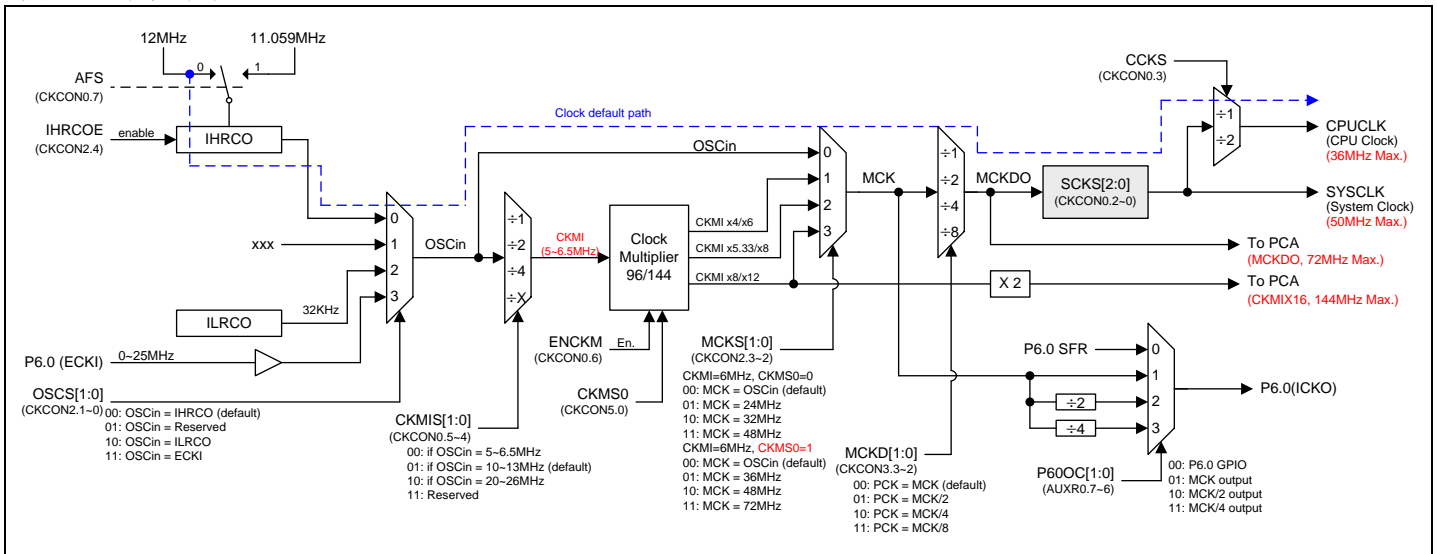 12MHz
11.059MHz
0
1
AFS
(CKCON0.7)
IHRCOE
enable
(CKCON2.4)
IHRCO
Clock default path
CCKS
(CKCON0.3)
÷1
÷2
CPUCLK
(CPU Clock)
(36MHz Max.)
OSCin
0
1
2
3
MCK
÷1
÷2
÷4
÷8
MCKDO
SCKS[2:0]
(CKCON0.2~0)
SYSCLK
(System Clock)
(50MHz Max.)
0
1
2
3
xxx
OSCin
÷1
÷2
÷4
÷X
CKMI
(5~6.5MHz)
Clock
Multiplier
96/144
CKMI x4/x6
CKMI x5.33/x8
CKMI x8/x12
To PCA
(MCKDO, 72MHz Max.)
X 2
To PCA
(CKMIX16, 144MHz Max.)
ILRCO
32KHz
P6.0 (ECKI)
0~25MHz
OSCS[1:0]
(CKCON2.1~0)
00: OSCin = IHRCO (default)
01: OSCin = Reserved
10: OSCin = ILRCO
11: OSCin = ECKI
CKMIS[1:0]
(CKCON0.5~4)
00: if OSCin = 5~6.5MHz
01: if OSCin = 10~13MHz (default)
10: if OSCin = 20~26MHz
11: Reserved
ENCKM
En.
(CKCON0.6)
CKMS0
(CKCON5.0)
MCKS[1:0]
(CKCON2.3~2)
CKMI=6MHz, CKMS0=0
00: MCK = OSCin (default)
01: MCK = 24MHz
10: MCK = 32MHz
11: MCK = 48MHz
CKMI=6MHz, CKMS0=1
00: MCK = OSCin (default)
01: MCK = 36MHz
10: MCK = 48MHz
11: MCK = 72MHz
MCKD[1:0]
(CKCON3.3~2)
00: PCK = MCK (default)
01: PCK = MCK/2
10: PCK = MCK/4
11: PCK = MCK/8
P6.0 SFR
0
1
2
3
÷2
÷4
P6.0(ICKO)
P60OC[1:0]
(AUXR0.7~6)
00: P6.0 GPIO
01: MCK output
10: MCK/2 output
11: MCK/4 output